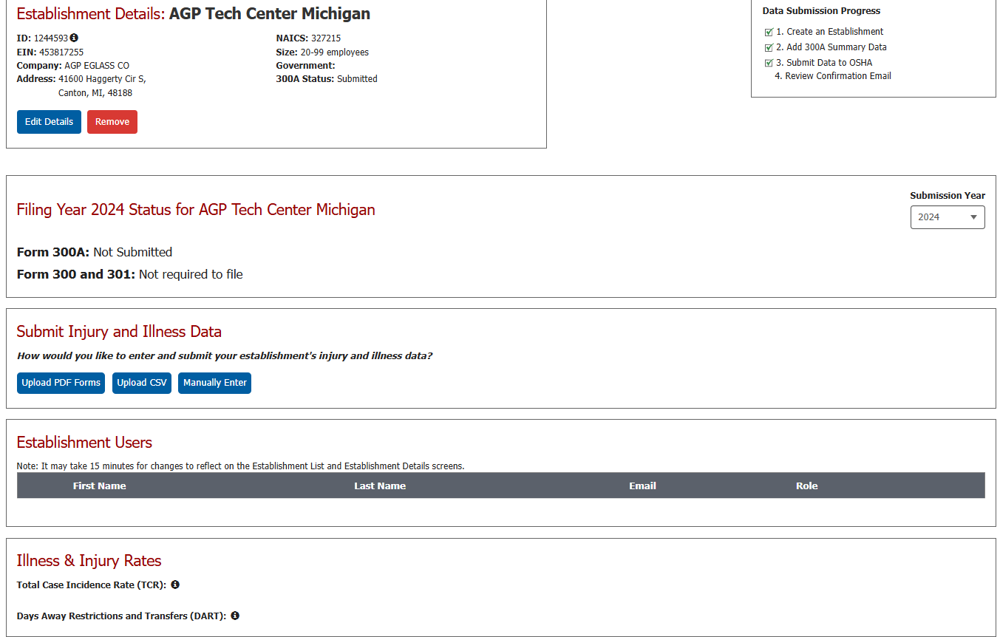 Establishment Details: AGP Tech Center Michigan
ID: 1244593
EIN: 453817255
Company: AGP EGLASS CO
Address: 41600 Haggerty Cir S,
Canton, MI, 48188
NAICS: 327215
Size: 20-99 employees
Government:
300A Status: Submitted
Edit Details
Remove
Data Submission Progress
1. Create an Establishment
2. Add 300A Summary Data
3. Submit Data to OSHA
4. Review Confirmation Email
Filing Year 2024 Status for AGP Tech Center Michigan
Submission Year
2024
Form 300A: Not Submitted
Form 300 and 301: Not required to file
Submit Injury and Illness Data
How would you like to enter and submit your establishment's injury and illness data?
Upload PDF Forms
Upload CSV
Manually Enter
Establishment Users
Note: It may take 15 minutes for changes to reflect on the Establishment List and Establishment Details screens.
First Name Last Name Email Role
Illness & Injury Rates
Total Case Incidence Rate (TCR):
Days Away Restrictions and Transfers (DART):